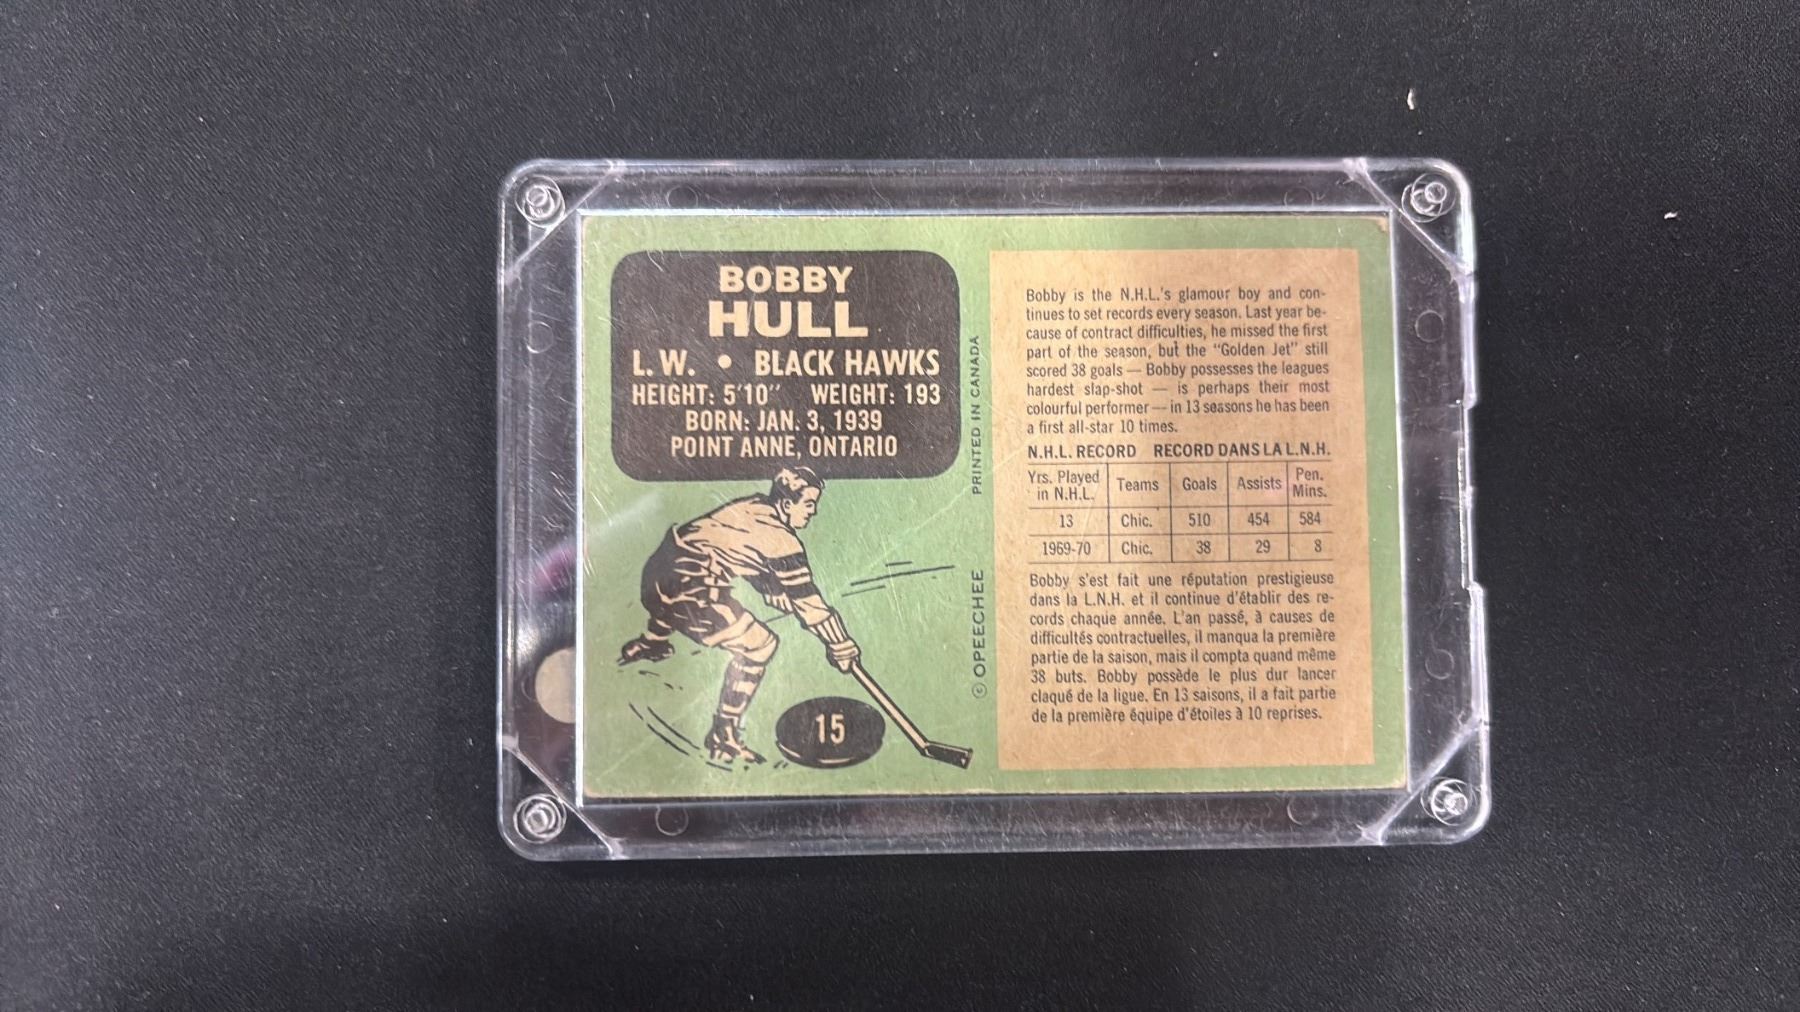 BOBBY
HULL
L.W. • BLACK HAWKS
HEIGHT: 5'10" WEIGHT: 193
BORN: JAN. 3, 1939
POINT ANNE, ONTARIO
15
© OPEECHEE PRINTED IN CANADA
Bobby is the N.H.L.'s glamour boy and con-
tinues to set records every season. Last year be-
cause of contract difficulties, he missed the first
part of the season, but the "Golden Jet" still
scored 38 goals — Bobby possesses the leagues
hardest slap-shot — is perhaps their most
colourful performer — in 13 seasons he has been
a first all-star 10 times.
N.H.L. RECORD RECORD DANS LA L.N.H.
Yrs. Played in N.H.L. Teams Goals Assists Pen. Mins.
13 Chic. 510 454 584
1969-70 Chic. 38 29 8
Bobby s'est fait une réputation prestigieuse
dans la L.N.H. et il continue d'établir des re-
cords chaque année. L'an passé, à causes de
difficultés contractuelles, il manqua la première
partie de la saison, mais il compta quand même
38 buts. Bobby possède le plus dur lancer
claqué de la ligue. En 13 saisons, il a fait partie
de la première équipe d'étoiles à 10 reprises.